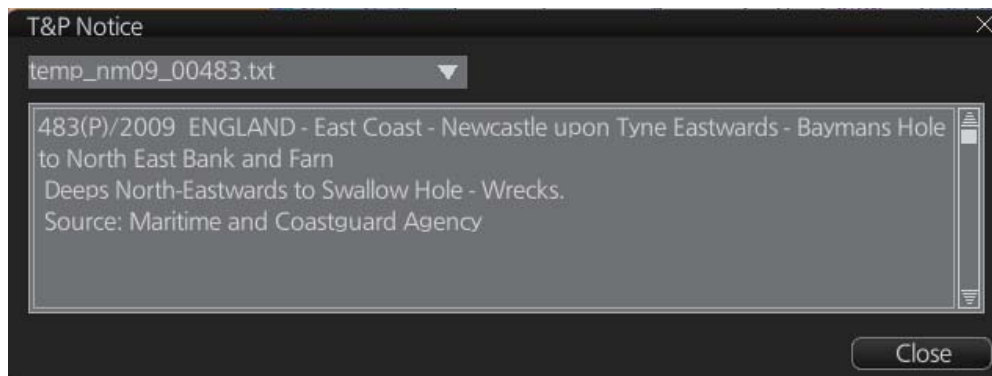 T&P Notice
temp_nm09_00483.txt
483(P)/2009 ENGLAND - East Coast - Newcastle upon Tyne Eastwards - Baymans Hole
to North East Bank and Farn
Deeps North-Eastwards to Swallow Hole - Wrecks.
Source: Maritime and Coastguard Agency
Close